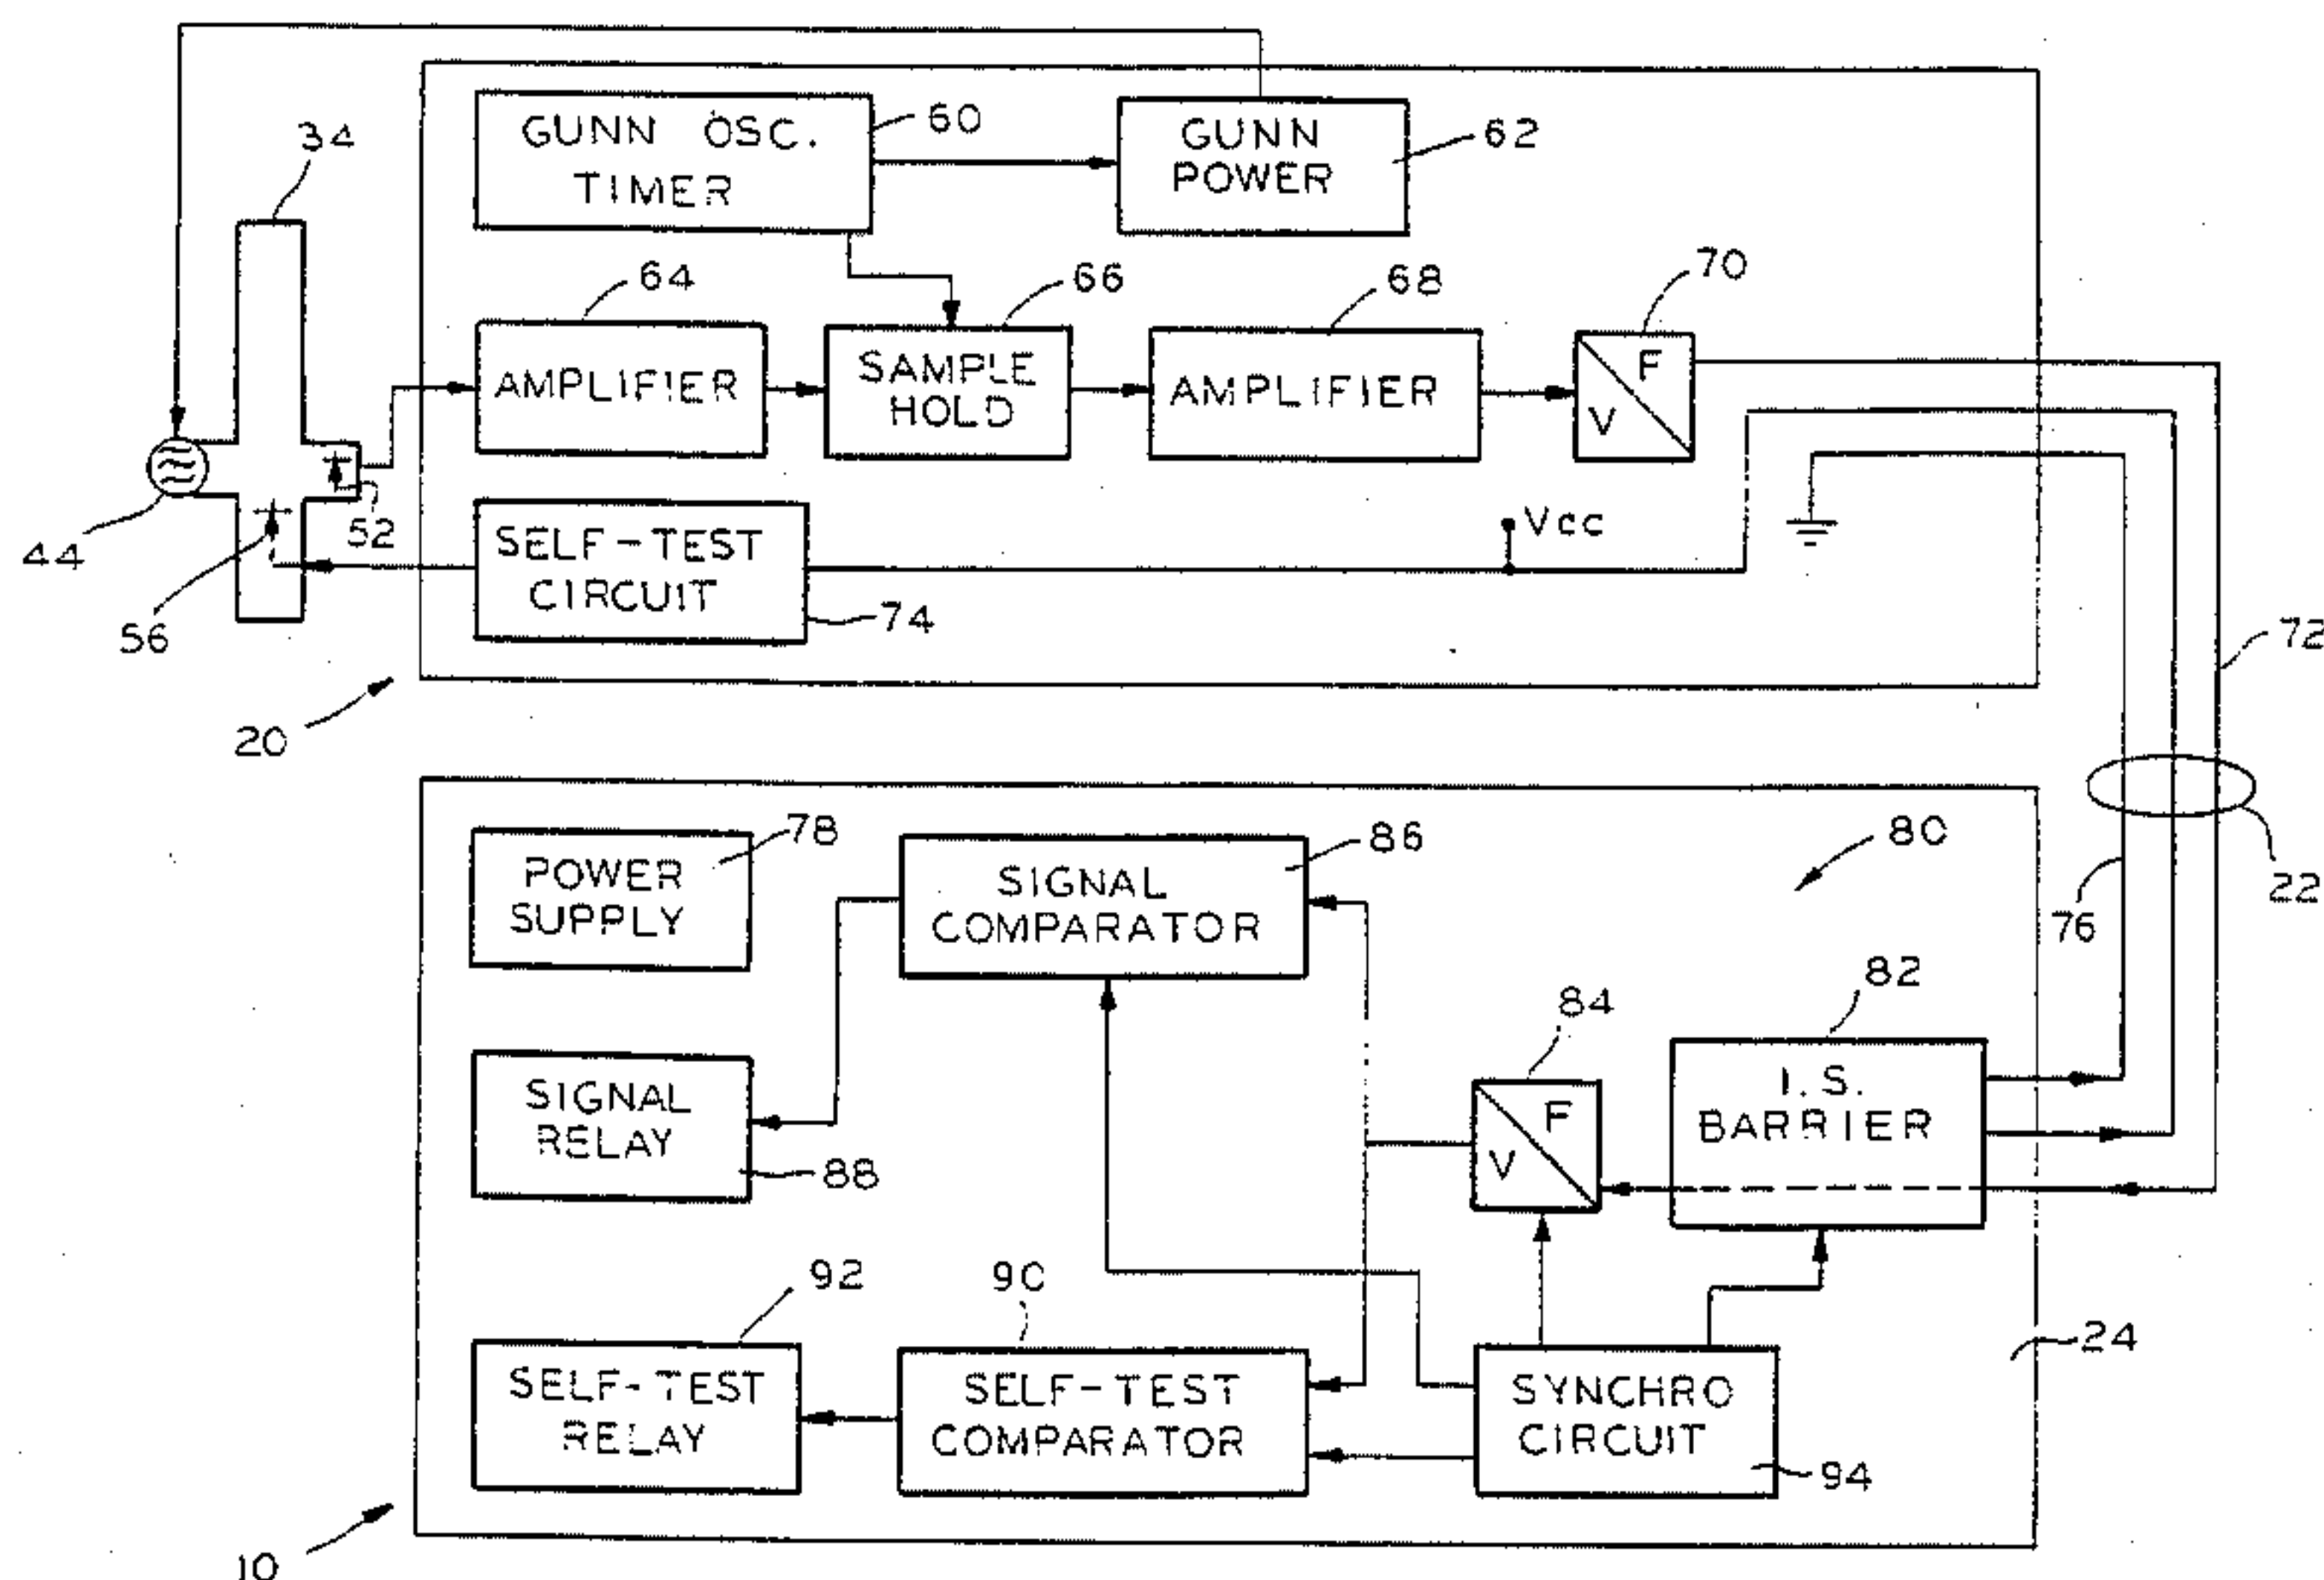 GUNN OSC.
TIMER
60
GUNN
POWER
62
34
64
66
68
70
AMPLIFIER
SAMPLE
HOLD
AMPLIFIER
F
V
44
52
56
SELF-TEST
CIRCUIT
74
Vcc
72
20
POWER
SUPPLY
78
SIGNAL
COMPARATOR
86
80
76
22
SIGNAL
RELAY
88
84
F
V
82
I.S.
BARRIER
92
SELF-TEST
RELAY
90
SELF-TEST
COMPARATOR
SYNCHRO
CIRCUIT
94
24
10